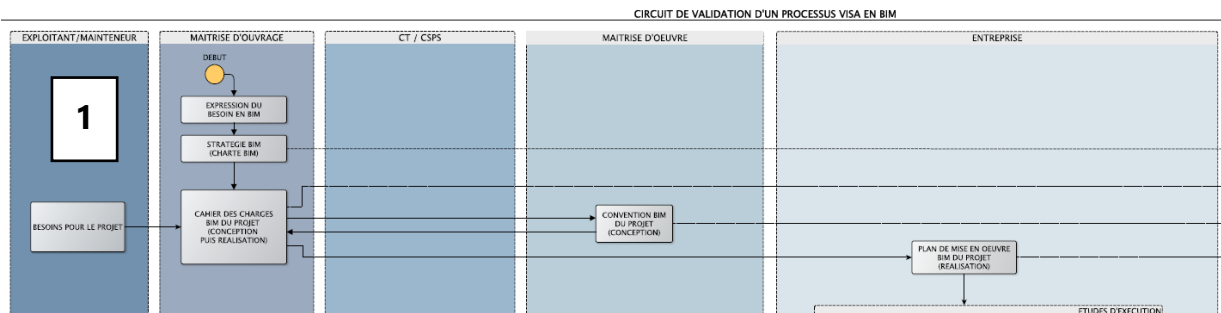 CIRCUIT DE VALIDATION D'UN PROCESSUS VISA EN BIM
EXPLOITANT/MAINTENEUR
MAITRISE D'OUVRAGE
CT / CSPS
MAITRISE D'OEUVRE
ENTREPRISE
DEBUT
1
EXPRESSION DU
BESOIN EN BIM
STRATEGIE BIM
(CHARTE BIM)
BESOINS POUR LE PROJET
CAHIER DES CHARGES
BIM DU PROJET
(CONCEPTION
PUIS REALISATION)
CONVENTION BIM
DU PROJET
(CONCEPTION)
PLAN DE MISE EN OEUVRE
BIM DU PROJET
(REALISATION)
ETUDES D'EXECUTION